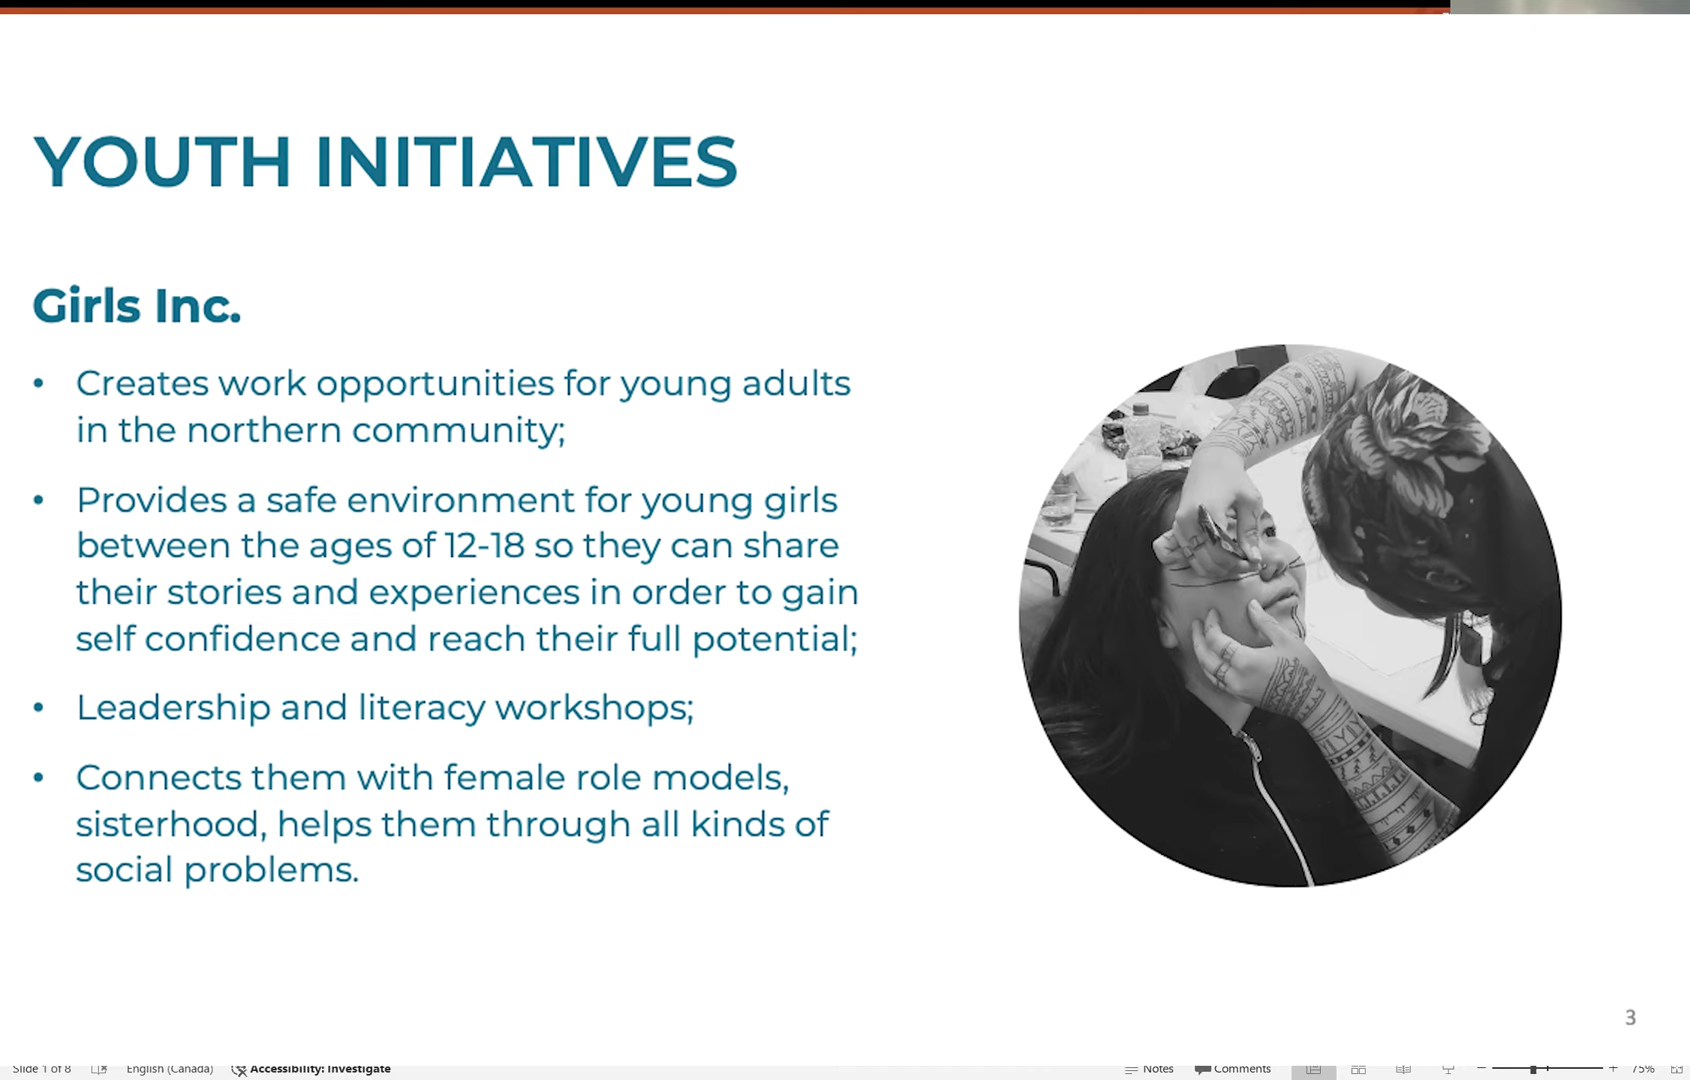 YOUTH INITIATIVES
Girls Inc.
• Creates work opportunities for young adults
in the northern community;
• Provides a safe environment for young girls
between the ages of 12-18 so they can share
their stories and experiences in order to gain
self confidence and reach their full potential;
• Leadership and literacy workshops;
• Connects them with female role models,
sisterhood, helps them through all kinds of
social problems.
3
Slide 1 of 8 English (Canada) Accessibility: Investigate Notes Comments 75%